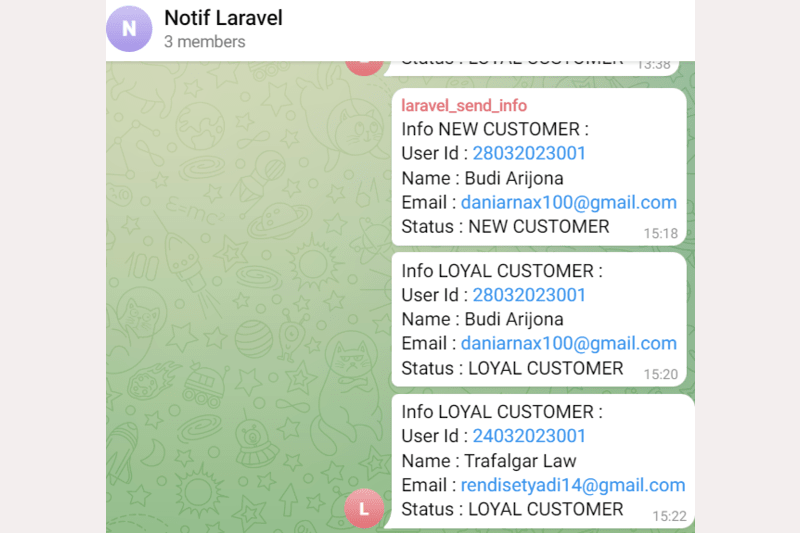 N
Notif Laravel
3 members
Status : LOYAL CUSTOMER 13:38
laravel_send_info
Info NEW CUSTOMER :
User Id : 28032023001
Name : Budi Arijona
Email : daniarnax100@gmail.com
Status : NEW CUSTOMER 15:18
Info LOYAL CUSTOMER :
User Id : 28032023001
Name : Budi Arijona
Email : daniarnax100@gmail.com
Status : LOYAL CUSTOMER 15:20
Info LOYAL CUSTOMER :
User Id : 24032023001
Name : Trafalgar Law
Email : rendisetyadi14@gmail.com
L
Status : LOYAL CUSTOMER 15:22